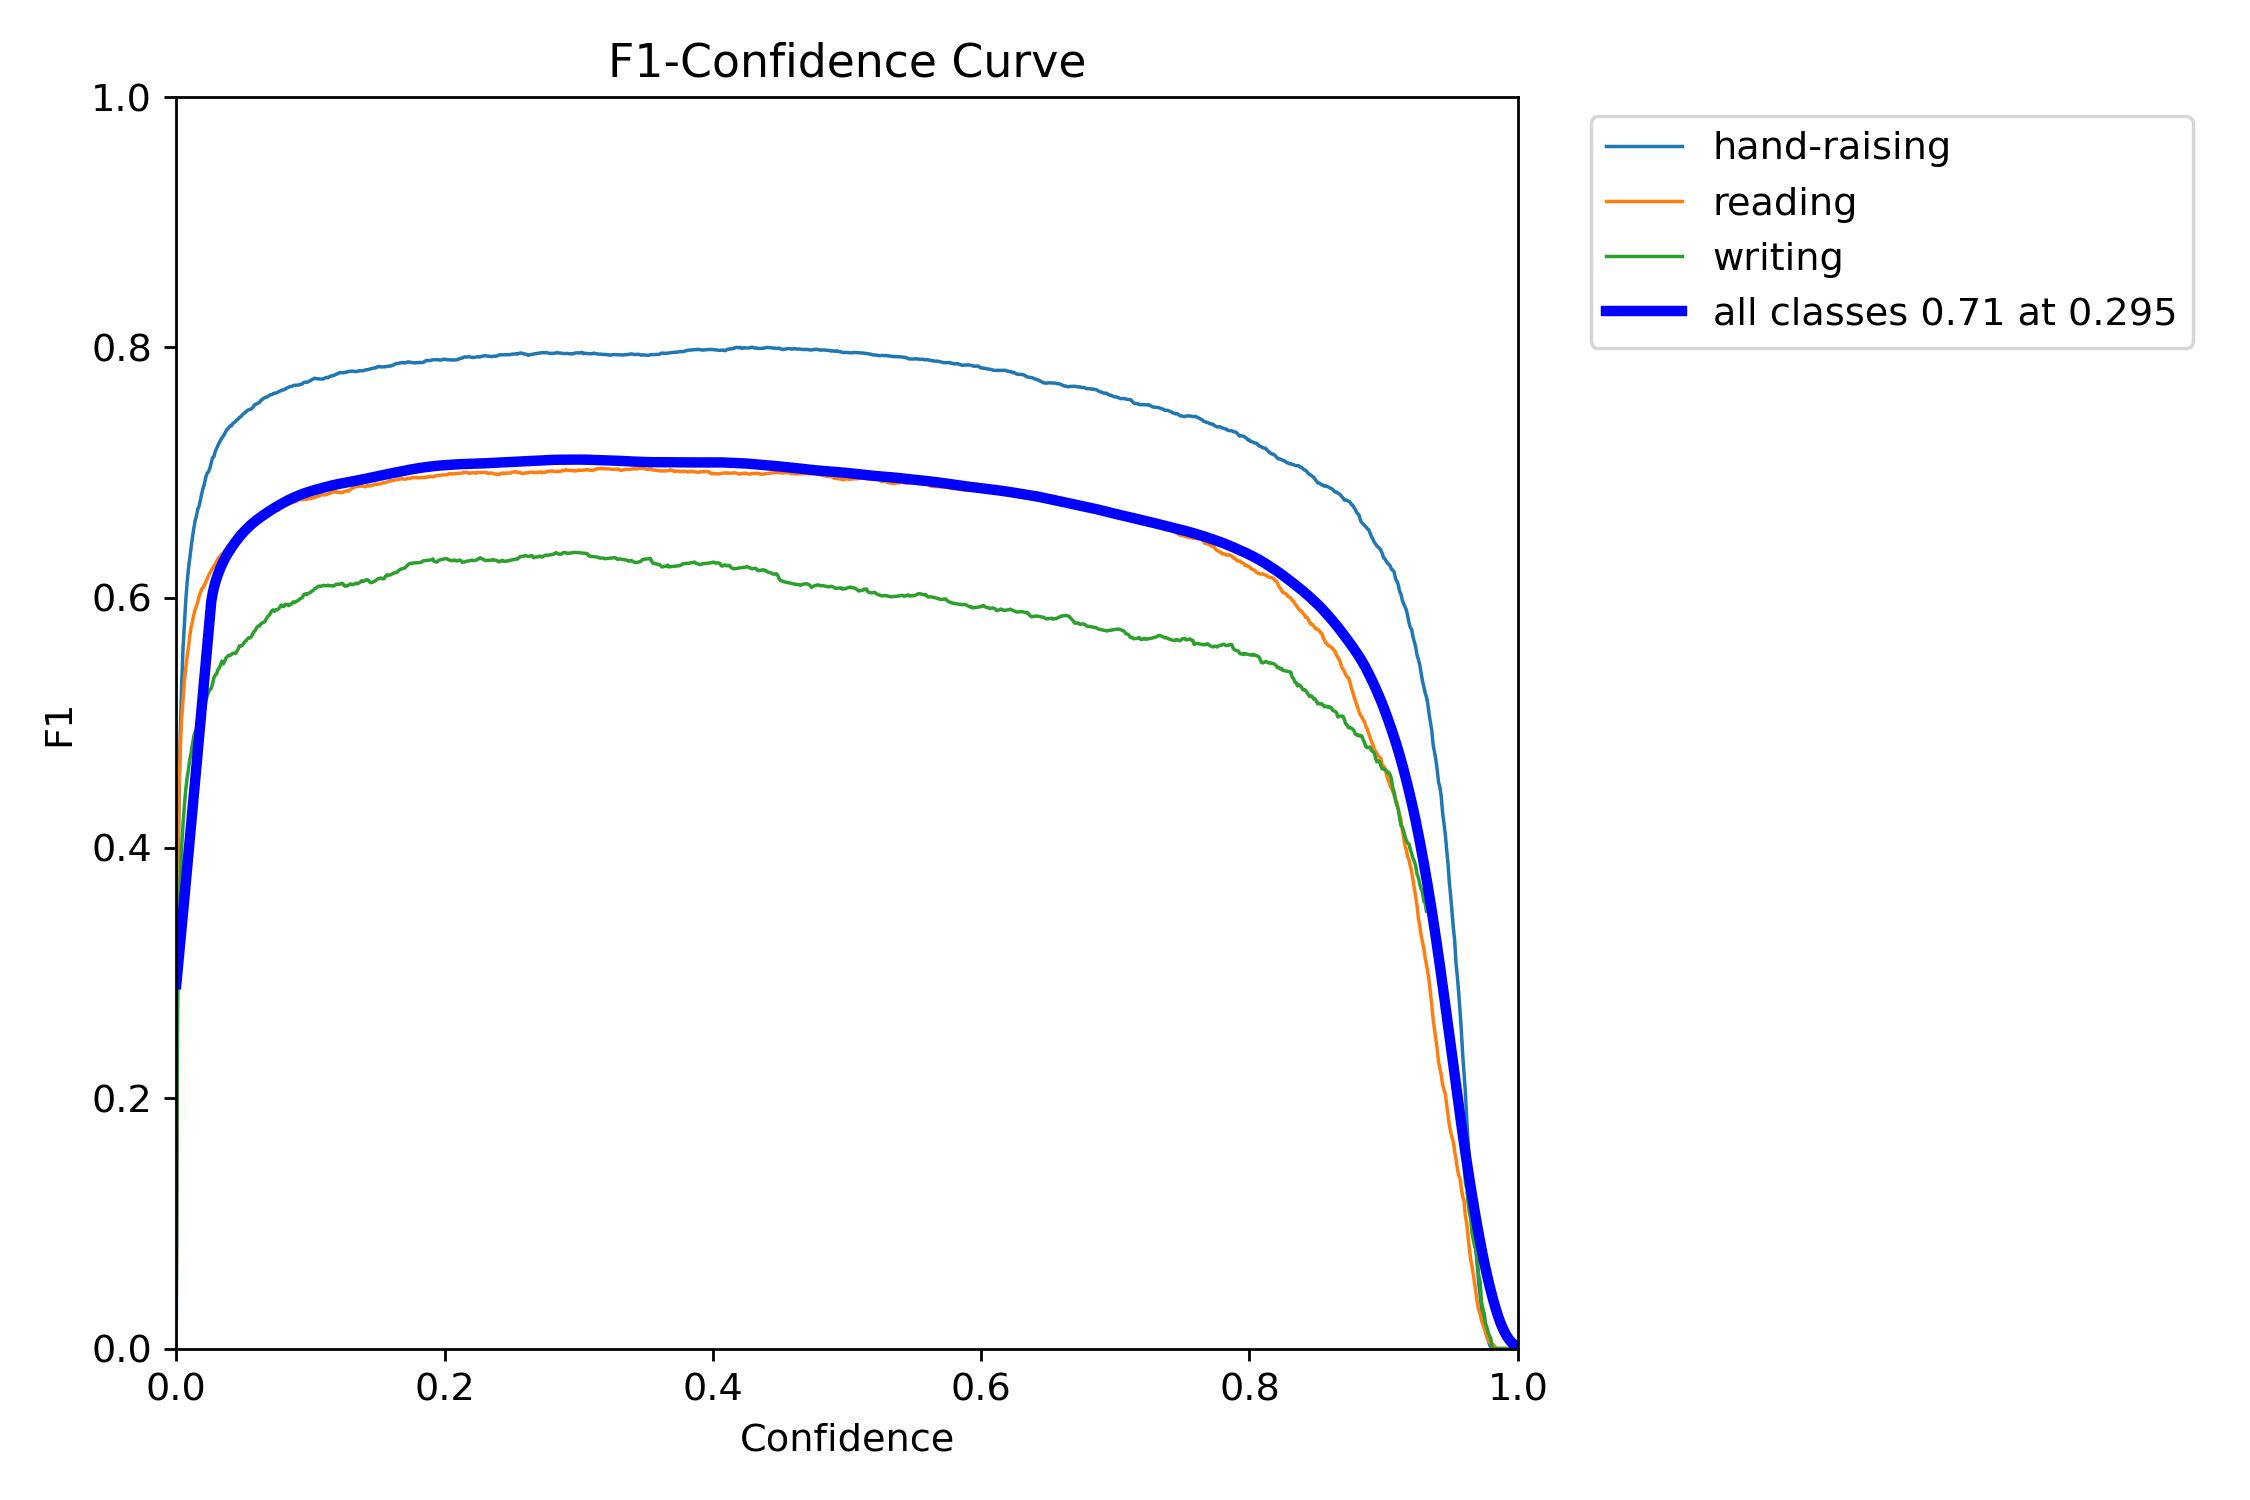 F1-Confidence Curve
1.0
0.8
0.6
0.4
0.2
0.0
F1
0.0 0.2 0.4 0.6 0.8 1.0
Confidence
hand-raising
reading
writing
all classes 0.71 at 0.295